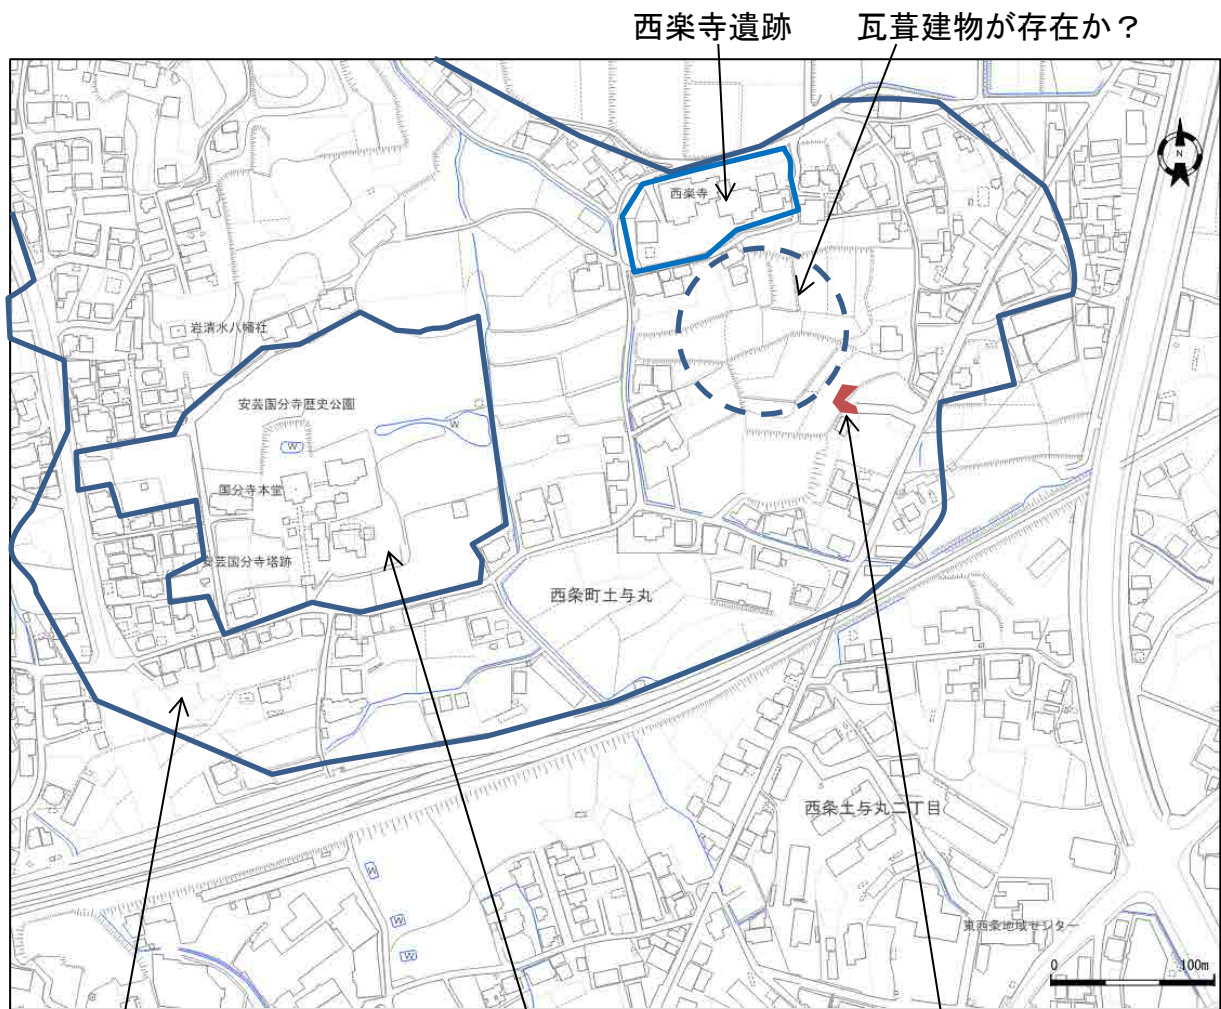 西楽寺遺跡
瓦葺建物が存在か？
N
西楽寺
岩清水八幡社
安芸国分寺歴史公園
W
W
国分寺本堂
安芸国分寺塔跡
西条町土与丸
西条土与丸二丁目
W
W
W
東西条地域センター
0 100m